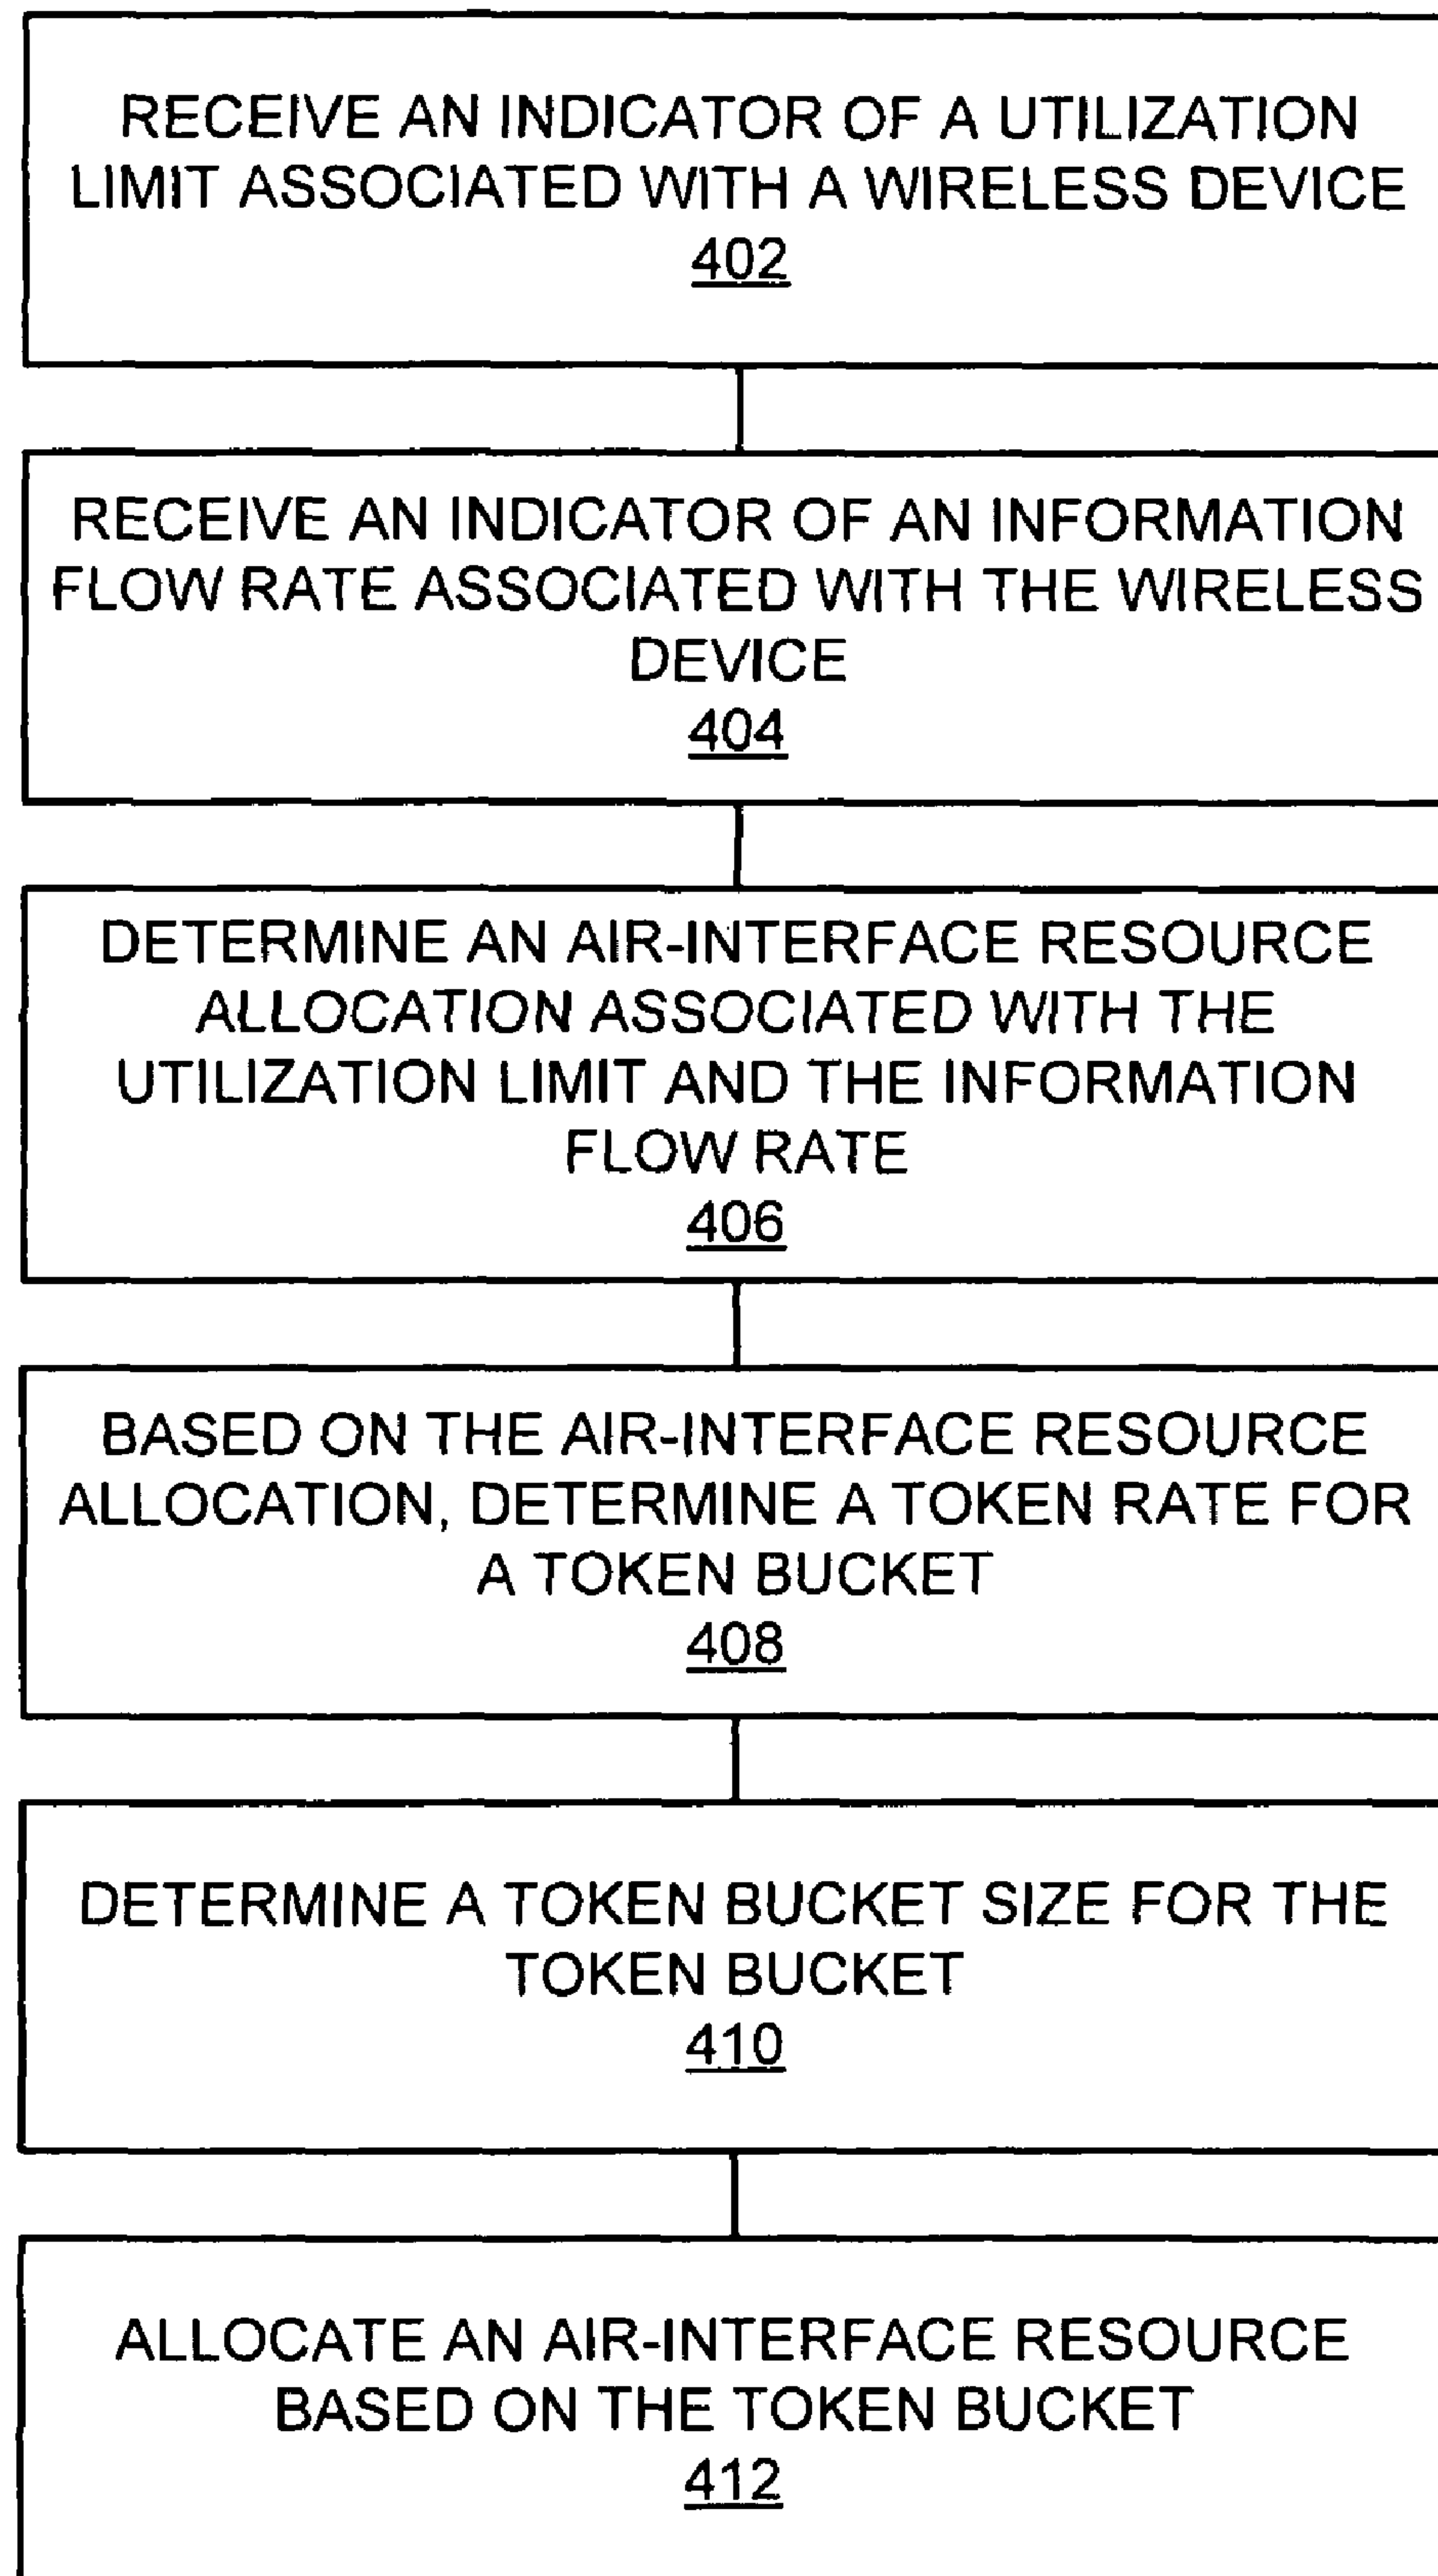 RECEIVE AN INDICATOR OF A UTILIZATION
LIMIT ASSOCIATED WITH A WIRELESS DEVICE
402
RECEIVE AN INDICATOR OF AN INFORMATION
FLOW RATE ASSOCIATED WITH THE WIRELESS
DEVICE
404
DETERMINE AN AIR-INTERFACE RESOURCE
ALLOCATION ASSOCIATED WITH THE
UTILIZATION LIMIT AND THE INFORMATION
FLOW RATE
406
BASED ON THE AIR-INTERFACE RESOURCE
ALLOCATION, DETERMINE A TOKEN RATE FOR
A TOKEN BUCKET
408
DETERMINE A TOKEN BUCKET SIZE FOR THE
TOKEN BUCKET
410
ALLOCATE AN AIR-INTERFACE RESOURCE
BASED ON THE TOKEN BUCKET
412